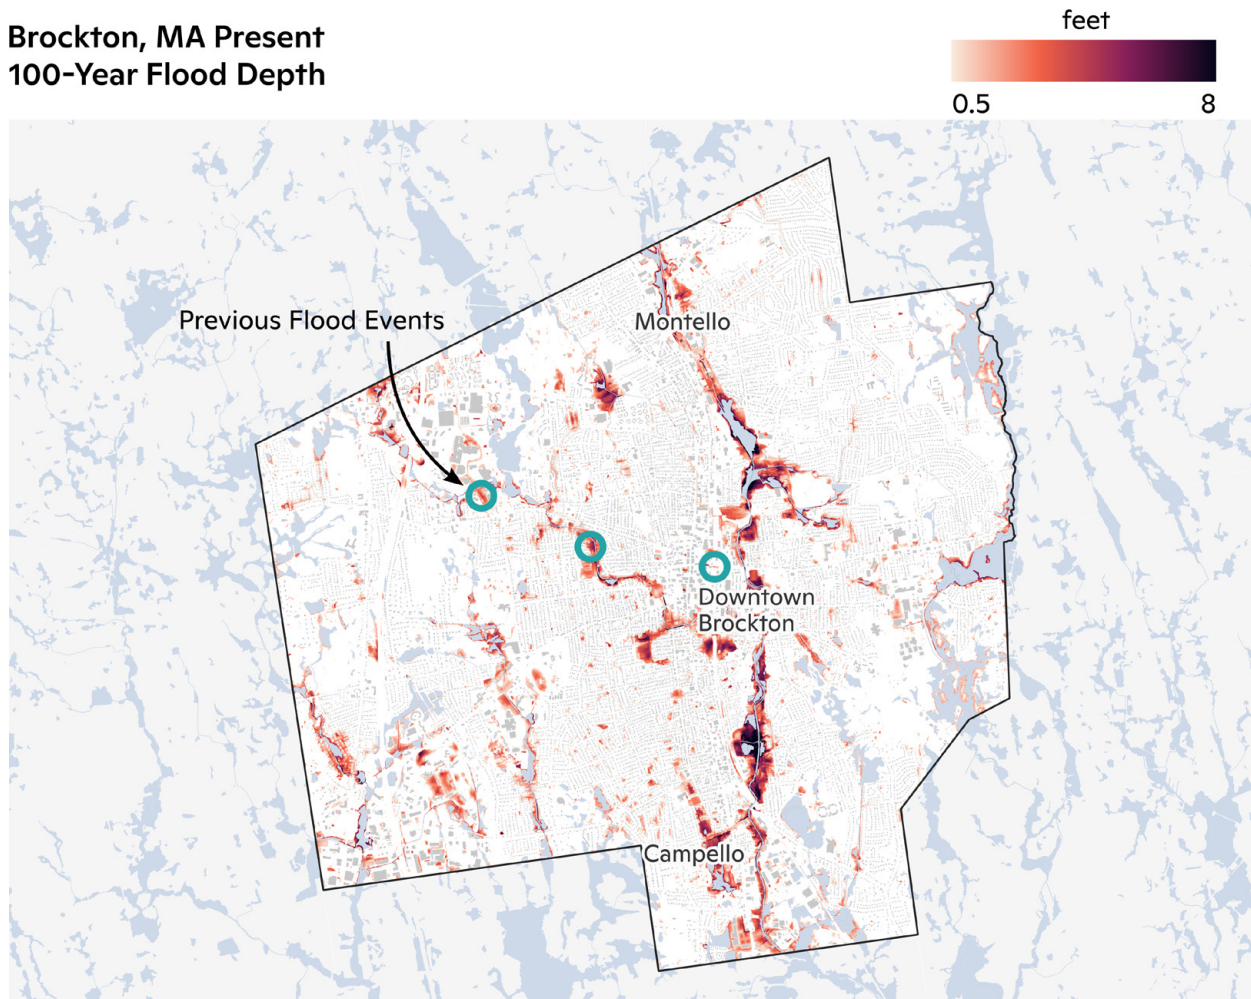 Brockton, MA Present
100-Year Flood Depth
feet
0.5
8
Previous Flood Events
Montello
Downtown
Brockton
Campello